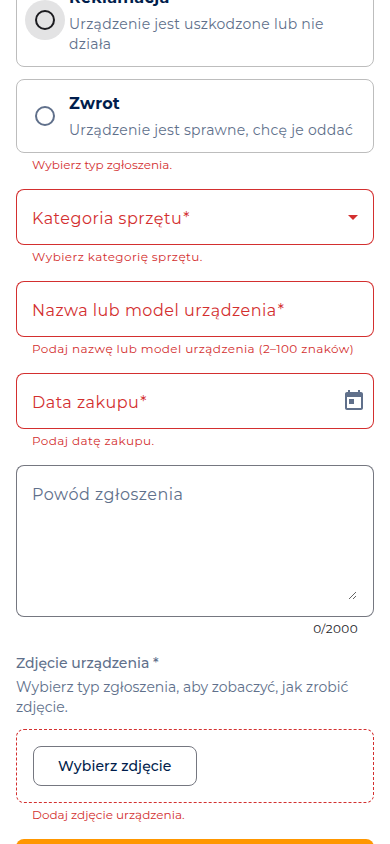 Reklamacja
Urządzenie jest uszkodzone lub nie
działa
Zwrot
Urządzenie jest sprawne, chcę je oddać
Wybierz typ zgłoszenia.
Kategoria sprzętu*
Wybierz kategorię sprzętu.
Nazwa lub model urządzenia*
Podaj nazwę lub model urządzenia (2–100 znaków)
Data zakupu*
Podaj datę zakupu.
Powód zgłoszenia
0/2000
Zdjęcie urządzenia *
Wybierz typ zgłoszenia, aby zobaczyć, jak zrobić
zdjęcie.
Wybierz zdjęcie
Dodaj zdjęcie urządzenia.